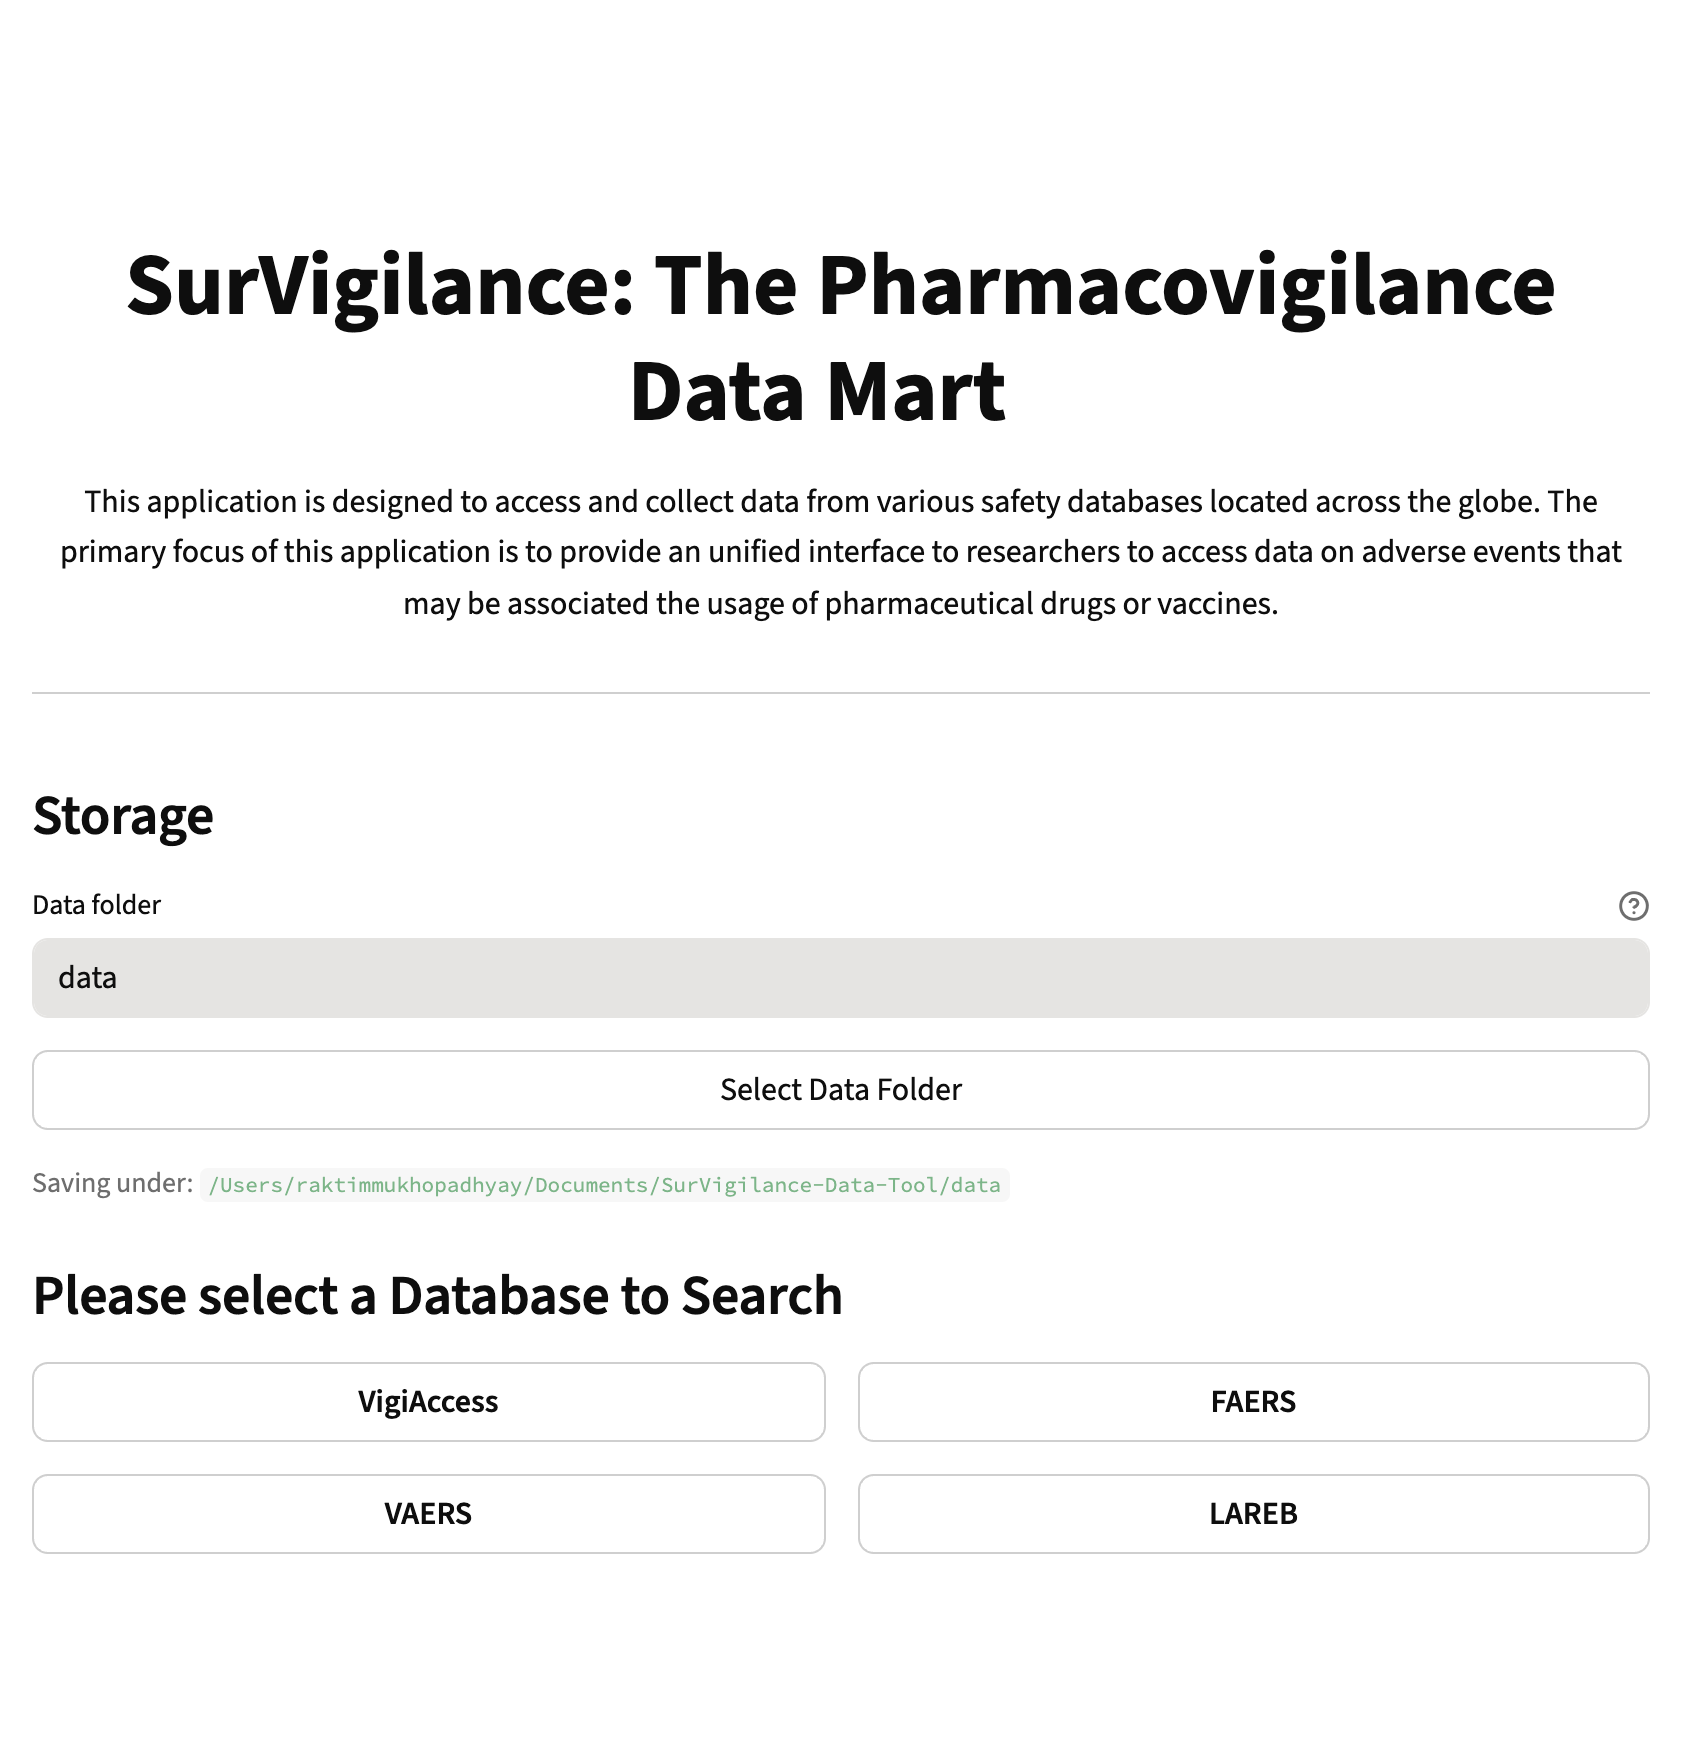 SurVigilance: The Pharmacovigilance
Data Mart
This application is designed to access and collect data from various safety databases located across the globe. The
primary focus of this application is to provide an unified interface to researchers to access data on adverse events that
may be associated the usage of pharmaceutical drugs or vaccines.
Storage
Data folder
data
Select Data Folder
Saving under: /Users/raktimmukhopadhyay/Documents/SurVigilance-Data-Tool/data
Please select a Database to Search
VigiAccess
FAERS
VAERS
LAREB